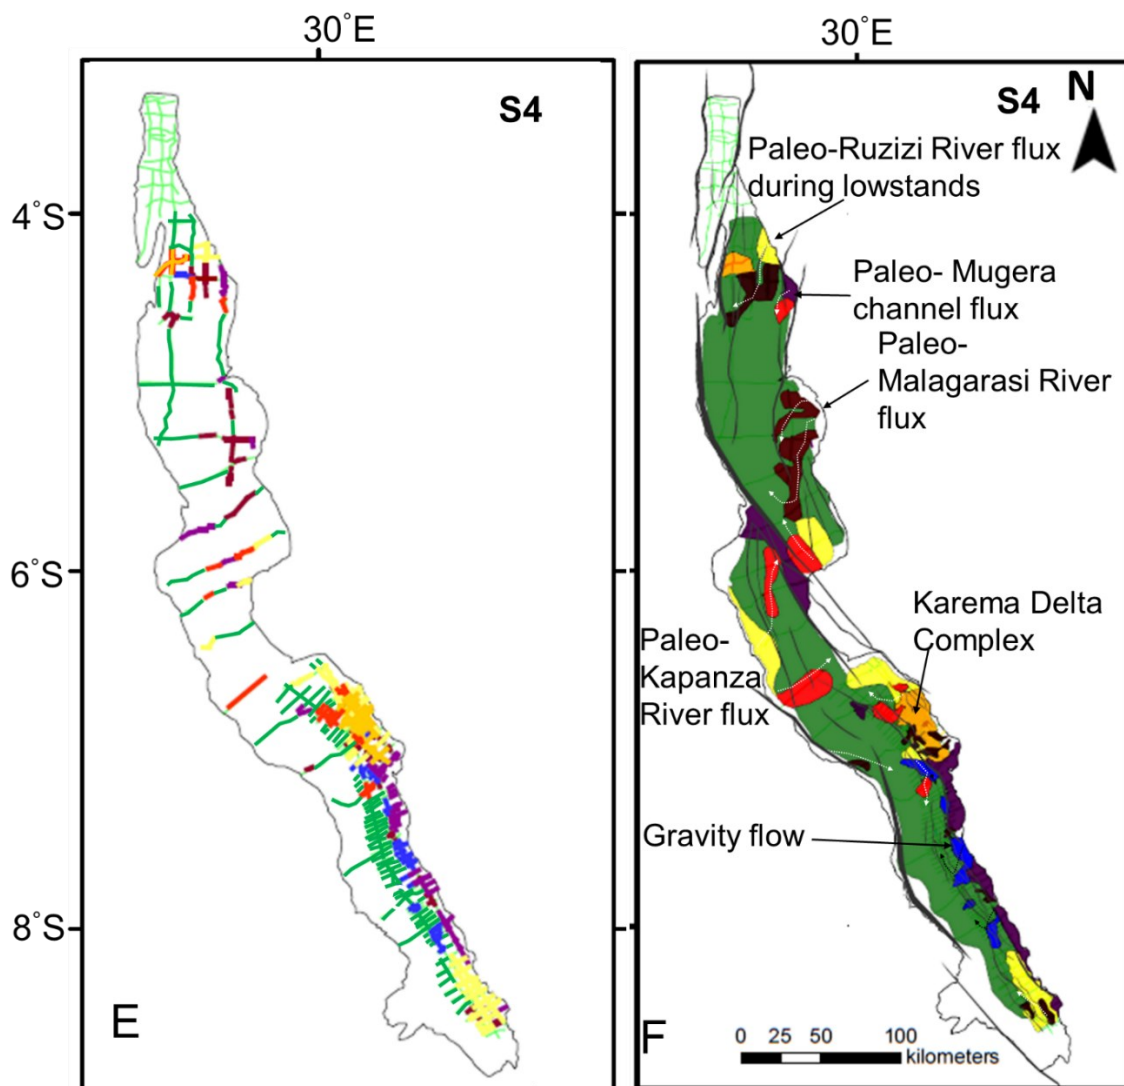 30°E
30°E
S4
S4
N
Paleo-Ruzizi River flux
during lowstands
4°S
Paleo- Mugera
channel flux
Paleo-
Malagarasi River
flux
6°S
Karema Delta
Complex
Paleo-
Kapanza
River flux
Gravity flow
8°S
E
F
0 25 50 100
kilometers